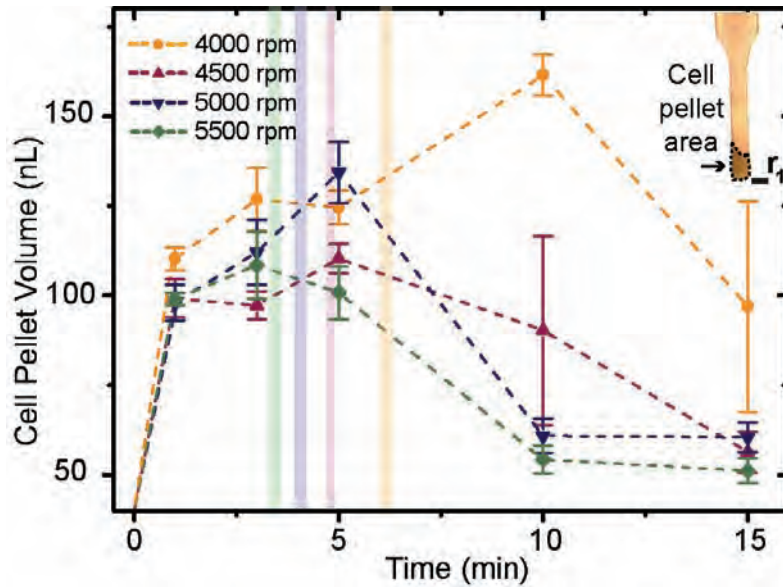 4000 rpm
4500 rpm
5000 rpm
5500 rpm
Cell
pellet
area
r1
150
100
50
Cell Pellet Volume (nL)
0
5
10
15
Time (min)